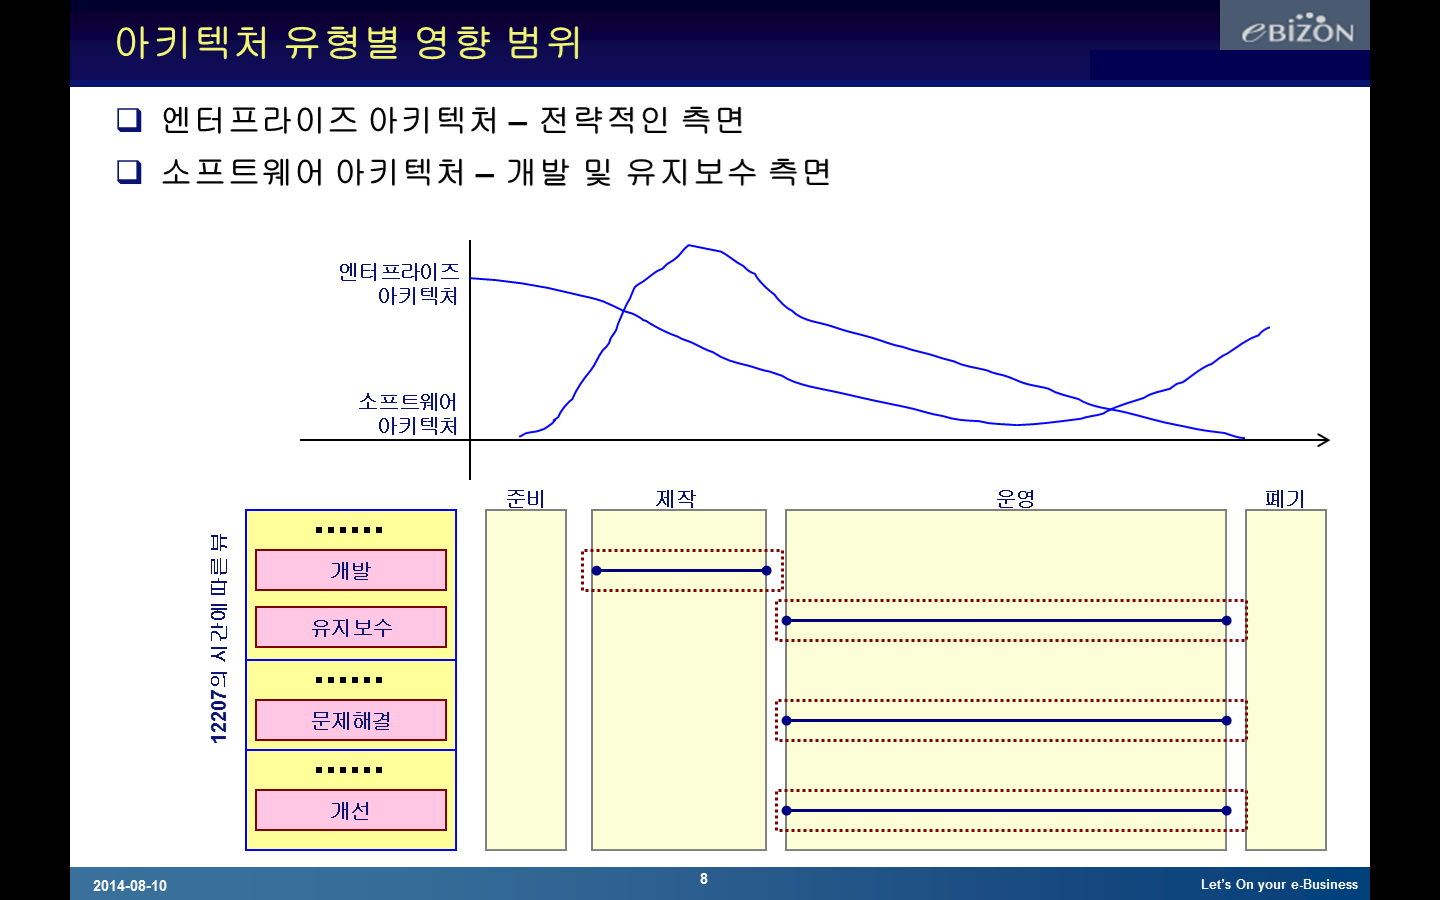 아키텍처 유형별 영향 범위
eBIZON
엔터프라이즈 아키텍처 – 전략적인 측면
소프트웨어 아키텍처 – 개발 및 유지보수 측면
엔터프라이즈
아키텍처
소프트웨어
아키텍처
준비
제작
운영
폐기
12207의 시간에 따른 뷰
......
개발
유지보수
......
문제해결
......
개선
2014-08-10
8
Let's On your e-Business